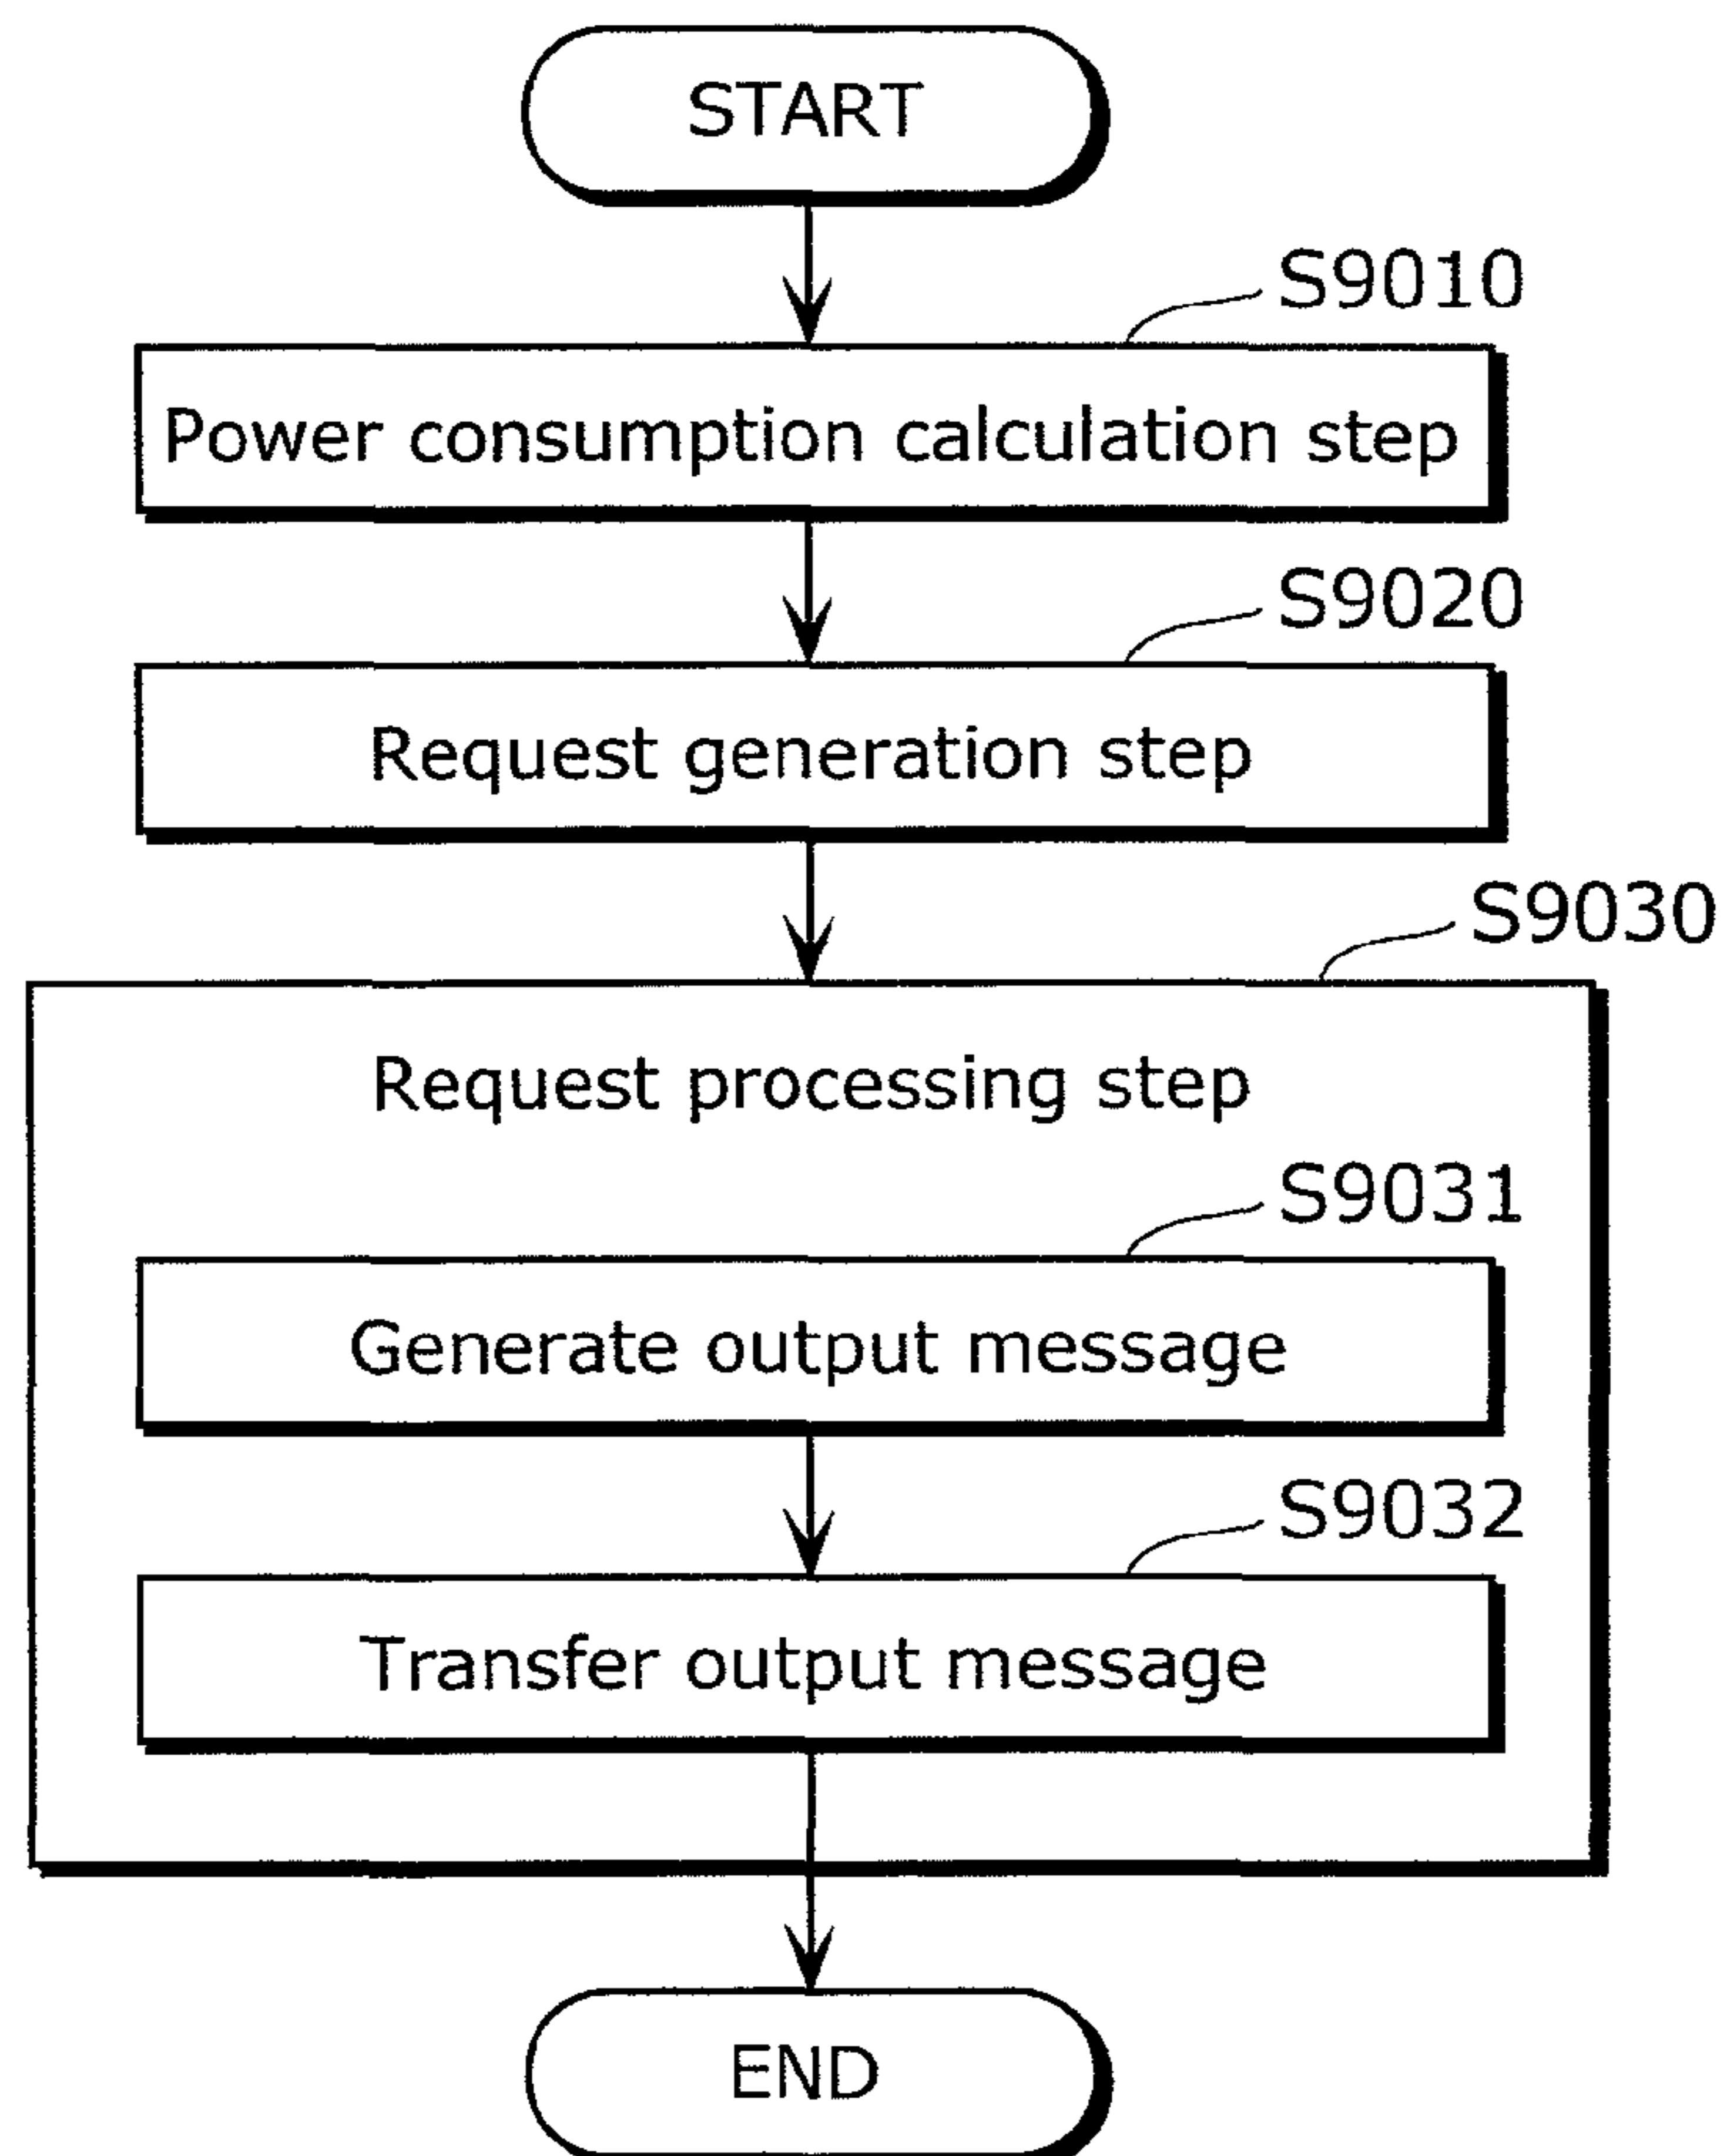 START
S9010
Power consumption calculation step
S9020
Request generation step
S9030
Request processing step
S9031
Generate output message
S9032
Transfer output message
END